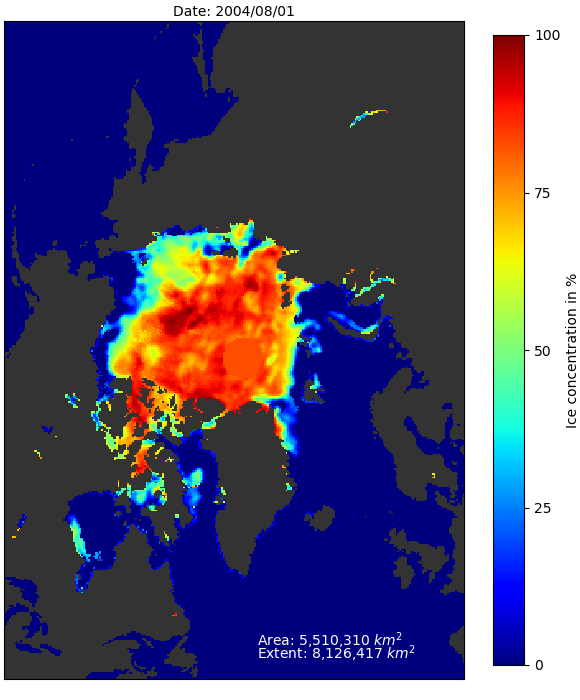 Date: 2004/08/01
100
75
50
25
0
Ice concentration in %
Area: 5,510,310 km²
Extent: 8,126,417 km²